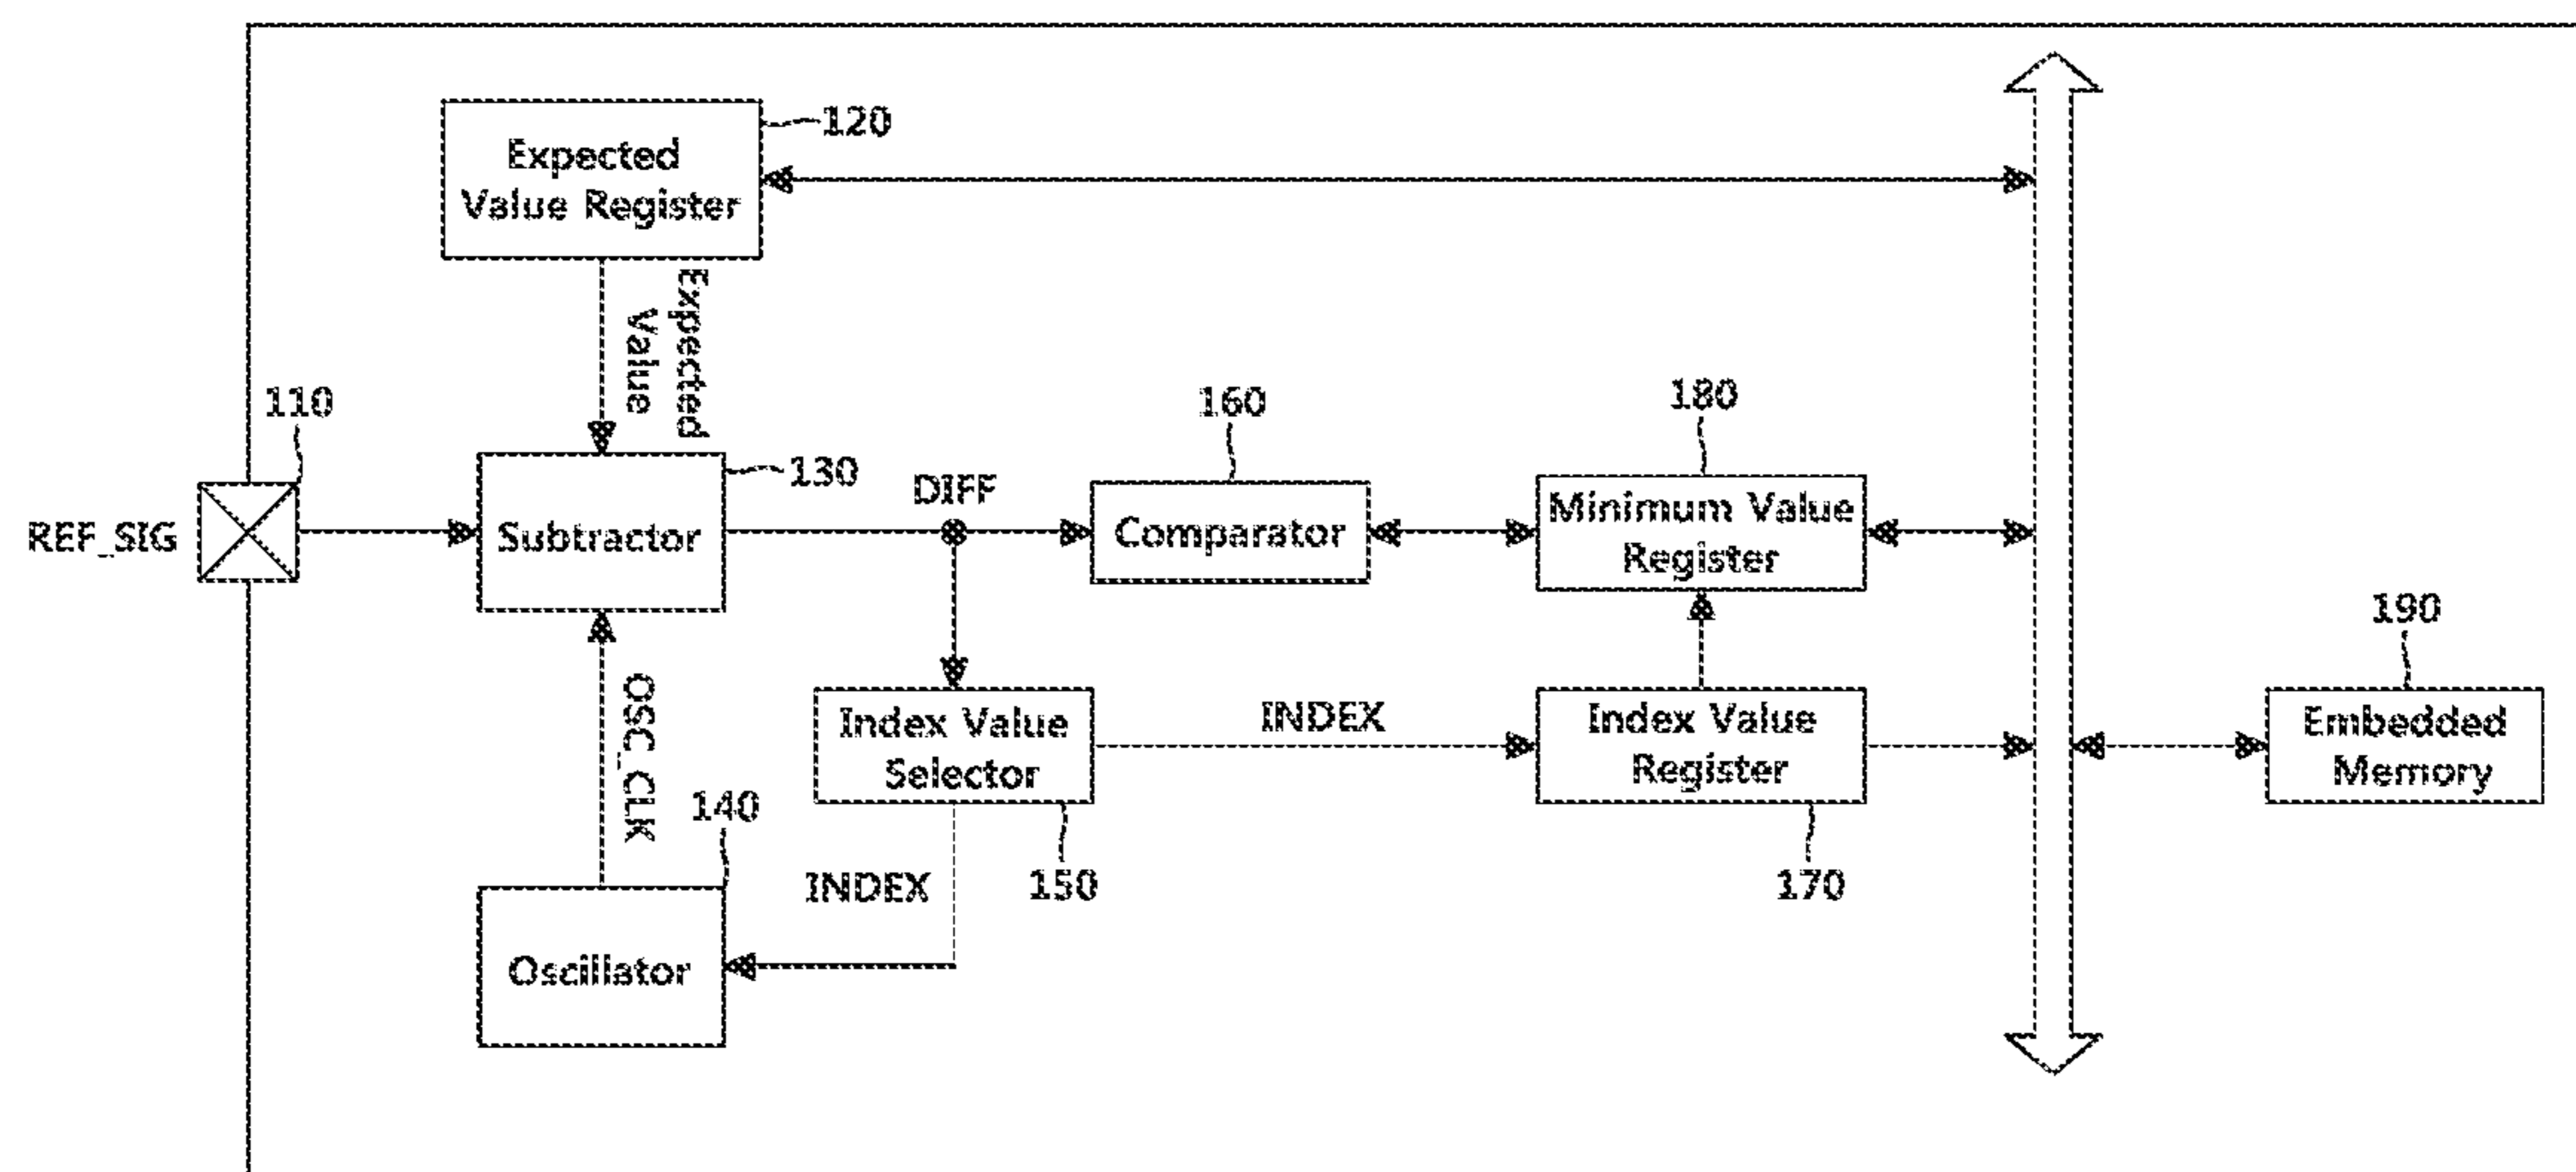 120
Expected
Value Register
Expected
Value
110
160
180
130
DIFF
REF_SIG
Subtractor
Comparator
Minimum Value
Register
190
OSC_CLK
Index Value
Selector
INDEX
Index Value
Register
Embedded
Memory
140
INDEX
150
170
Oscillator